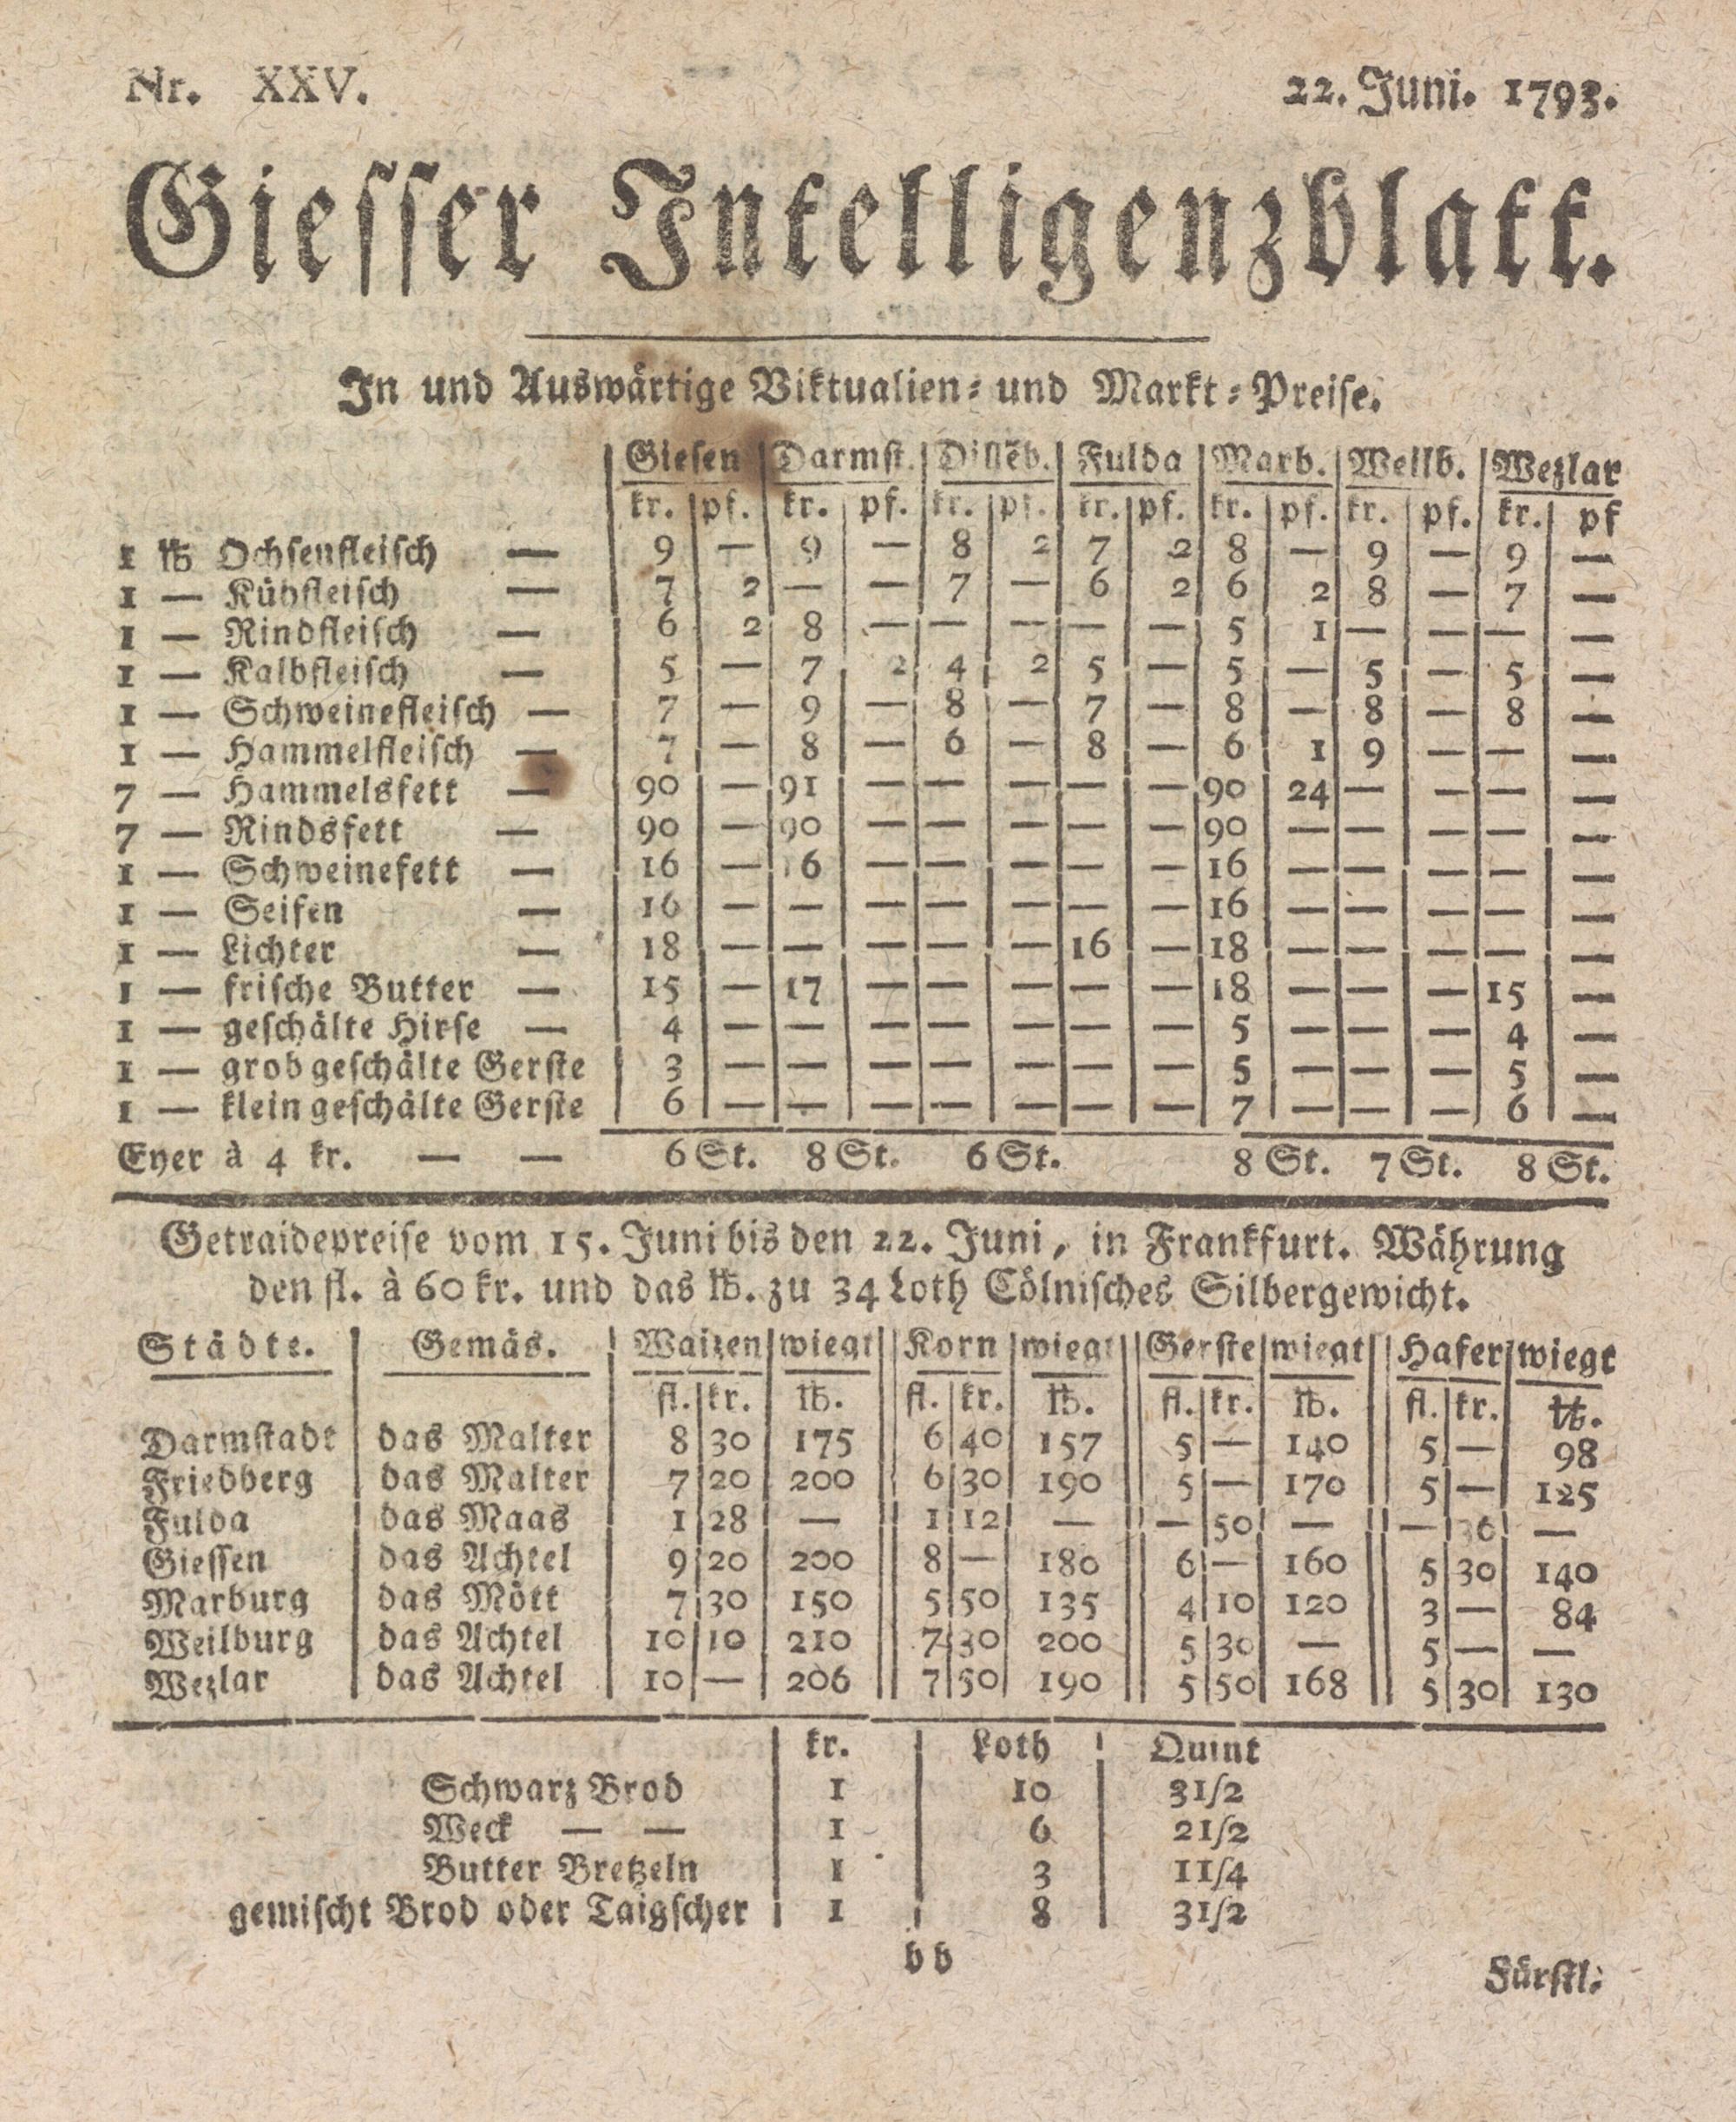 Nr. XXV. 22. Juni. 1793.
Giesser Intelligenzblatt.
In und Auswärtige Viktualien- und Markt-Preise.
Giesen Darmst. Dillēb. Fulda Marb. Weilb. Wezlar
kr. pf. kr. pf. kr. pf. kr. pf. kr. pf. kr. pf. kr. pf
1 ℔ Ochsenfleisch — 9 — 9 — 8 2 7 2 8 — 9 — 9 —
1 — Kühfleisch — 7 2 — — 7 — 6 2 6 2 8 — 7 —
1 — Rindfleisch — 6 2 8 — — — — — 5 1 — — — —
1 — Kalbfleisch — 5 — 7 2 4 2 5 — 5 — 5 — 5 —
1 — Schweinefleisch — 7 — 9 — 8 — 7 — 8 — 8 — 8 —
1 — Hammelfleisch — 7 — 8 — 6 — 8 — 6 1 9 — — —
7 — Hammelsfett — 90 — 91 — — — — — 90 24 — — — —
7 — Rindsfett — 90 — 90 — — — — — 90 — — — — —
1 — Schweinefett — 16 — 16 — — — — — 16 — — — — —
1 — Seifen — 16 — — — — — — — 16 — — — — —
1 — Lichter — 18 — — — — — 16 — 18 — — — — —
1 — frische Butter — 15 — 17 — — — — — 18 — — — 15 —
1 — geschälte Hirse — 4 — — — — — — — 5 — — — 4 —
1 — grob geschälte Gerste 3 — — — — — — — 5 — — — 5 —
1 — klein geschälte Gerste 6 — — — — — — — 7 — — — 6 —
Eyer à 4 kr. — — 6 St. 8 St. 6 St. 8 St. 7 St. 8 St.
Getraidepreise vom 15. Juni bis den 22. Juni, in Frankfurt. Währung
den fl. à 60 kr. und das ℔. zu 34 Loth Cölnisches Silbergewicht.
Städte. Gemäs. Waizen wiegt Korn wiegt Gerste wiegt Hafer wiegt
fl. kr. ℔. fl. kr. ℔. fl. kr. ℔. fl. kr. ℔.
Darmstadt das Malter 8 30 175 6 40 157 5 — 140 5 — 98
Friedberg das Malter 7 20 200 6 30 190 5 — 170 5 — 125
Fulda das Maas 1 28 — 1 12 — — 50 — — 36 —
Giessen das Achtel 9 20 200 8 — 180 6 — 160 5 30 140
Marburg das Mött 7 30 150 5 50 135 4 10 120 3 — 84
Weilburg das Achtel 10 10 210 7 30 200 5 30 — 5 — —
Wezlar das Achtel 10 — 206 7 50 190 5 50 168 5 30 130
kr. Loth Quint
Schwarz Brod 1 10 3 1/2
Weck — — 1 6 2 1/2
Butter Bretzeln 1 3 1 1/4
gemischt Brod oder Taigscher 1 8 3 1/2
b b
Fürstl.